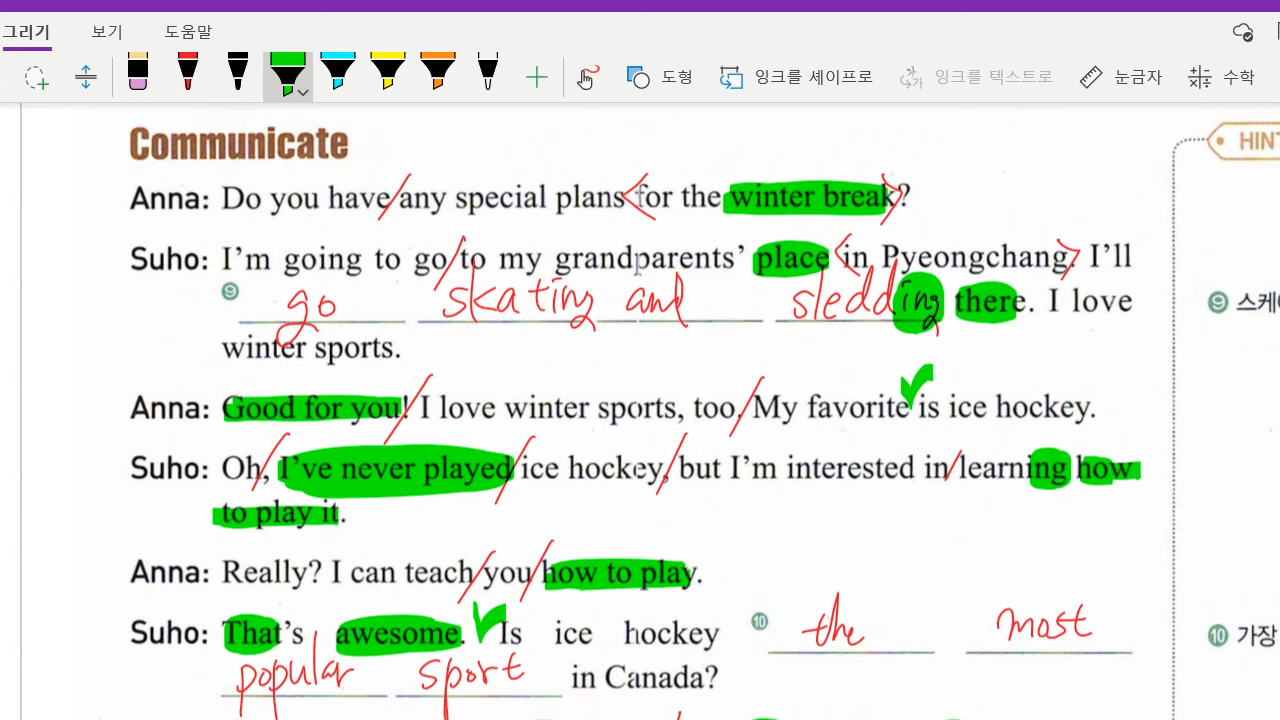 그리기 보기 도움말
도형 잉크를 셰이프로 잉크를 텍스트로 눈금자 수학
Communicate
HINT
Anna: Do you have any special plans for the winter break?
Suho: I'm going to go to my grandparents' place in Pyeongchang. I'll
9 go skating and sledding there. I love
9 스케
winter sports.
Anna: Good for you! I love winter sports, too. My favorite is ice hockey.
Suho: Oh, I've never played ice hockey, but I'm interested in learning how
to play it.
Anna: Really? I can teach you how to play.
Suho: That's awesome. Is ice hockey 10 the most
10 가장
popular sport in Canada?